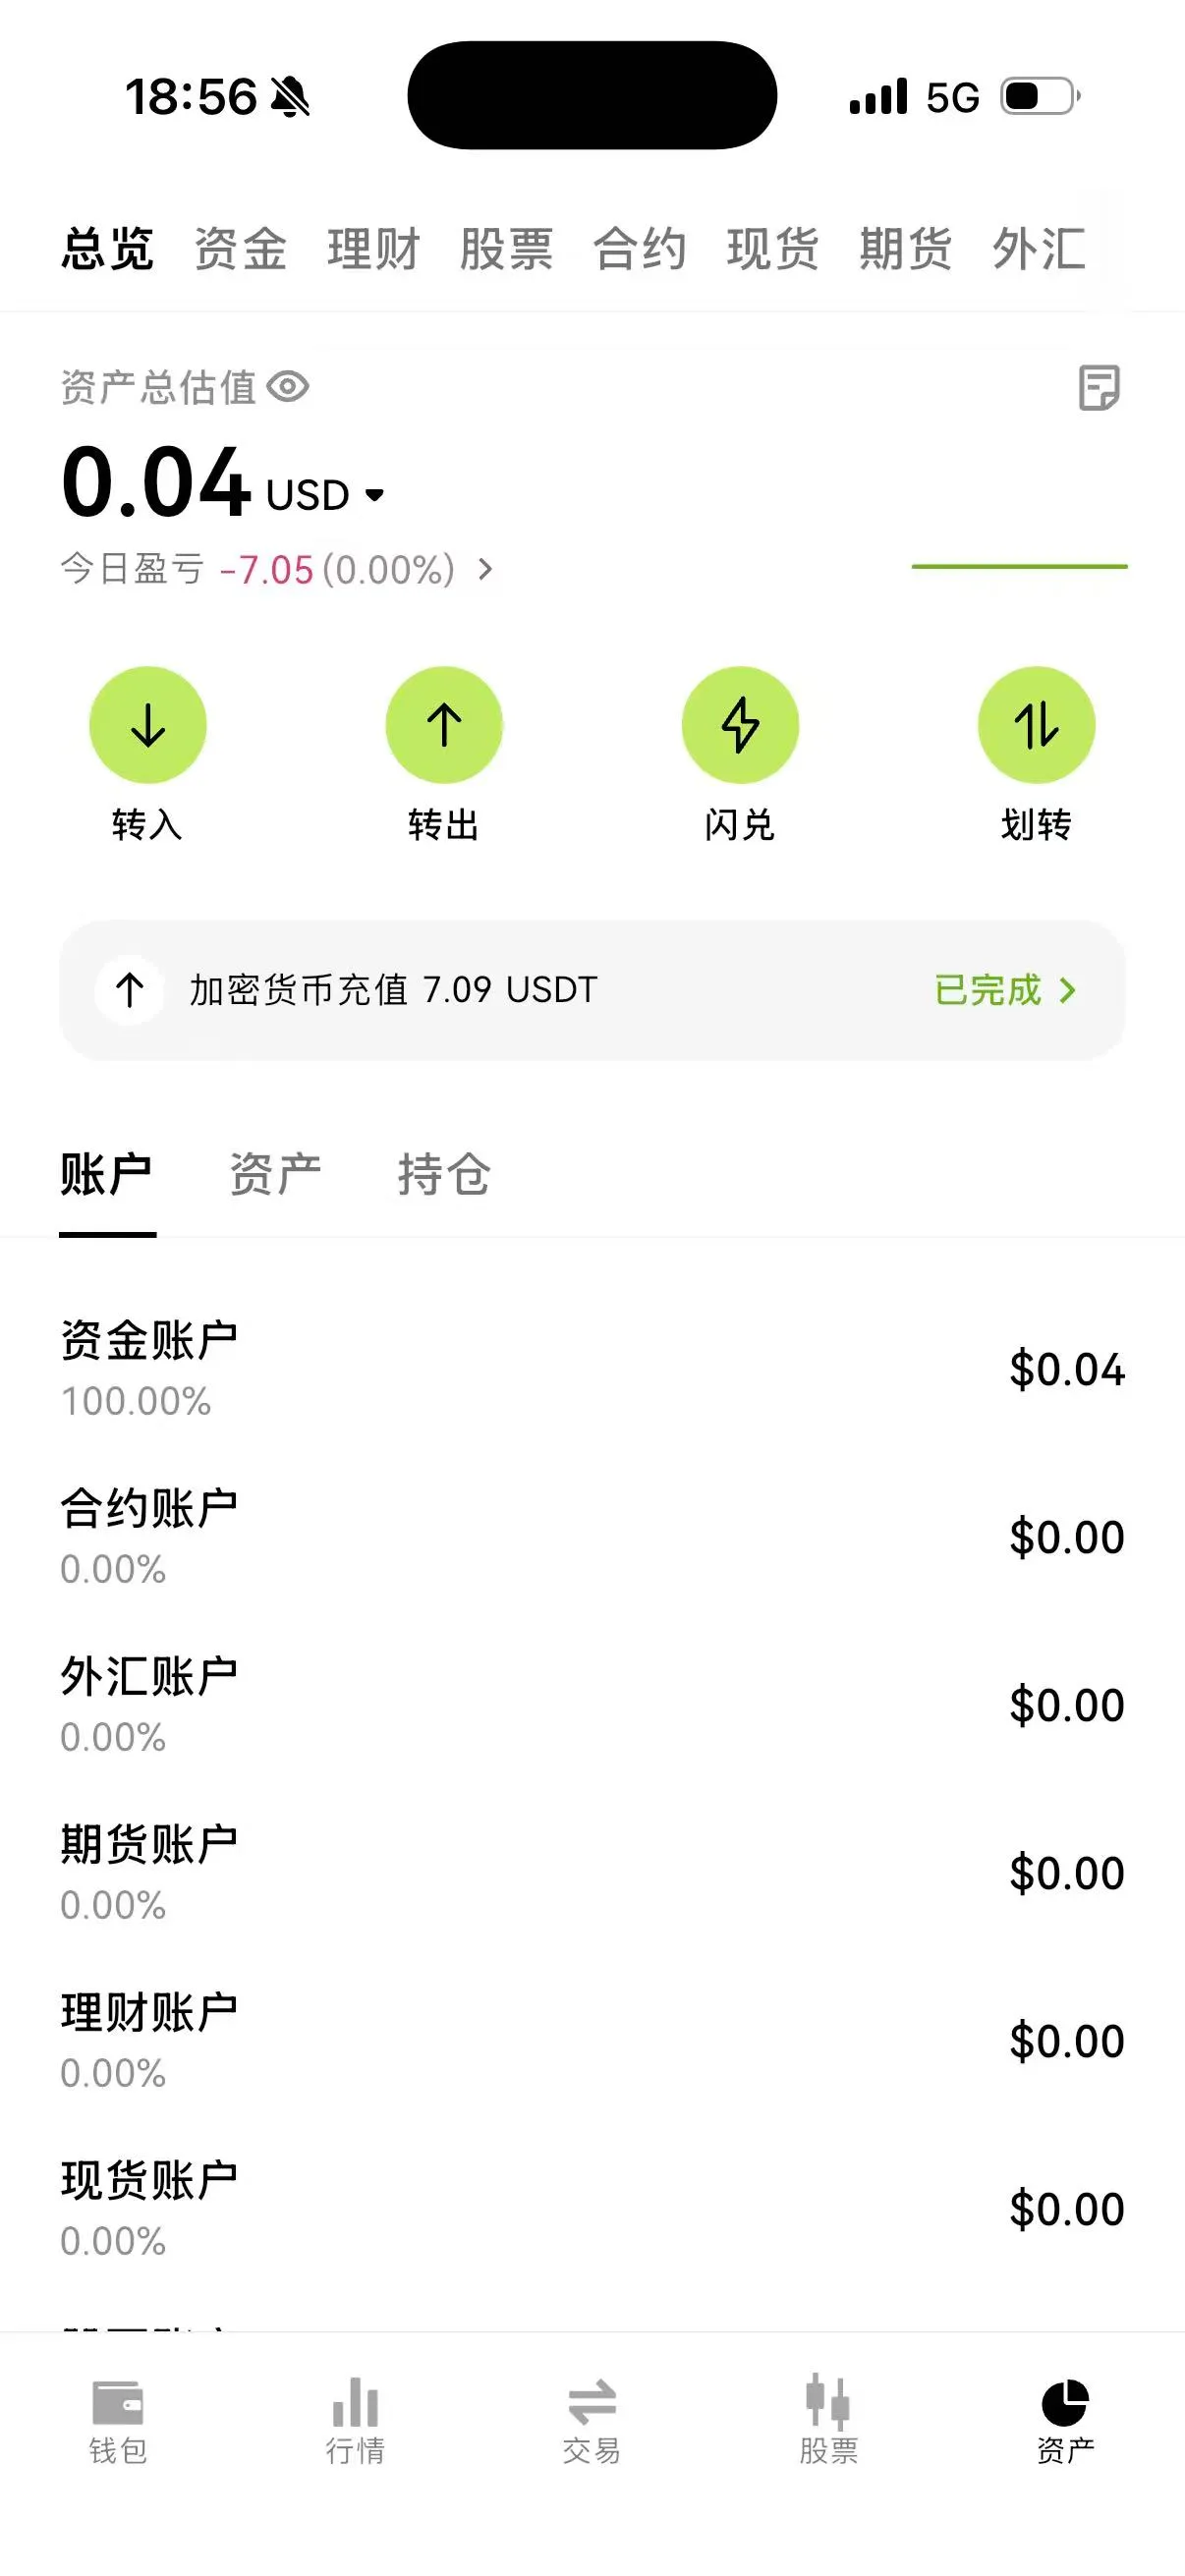 18:56 5G
总览 资金 理财 股票 合约 现货 期货 外汇
资产总估值
0.04 USD
今日盈亏 -7.05(0.00%)
转入 转出 闪兑 划转
加密货币充值 7.09 USDT 已完成
账户 资产 持仓
资金账户
$0.04
100.00%
合约账户
$0.00
0.00%
外汇账户
$0.00
0.00%
期货账户
$0.00
0.00%
理财账户
$0.00
0.00%
现货账户
$0.00
0.00%
钱包 行情 交易 股票 资产